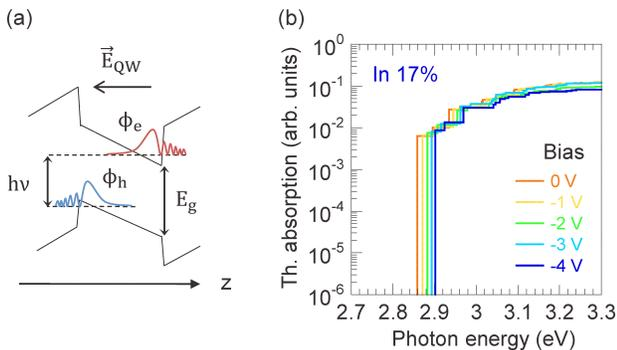 (a)
E⃗QW
ϕe
hν
ϕh
Eg
z
(b)
10⁰
10⁻¹
10⁻²
10⁻³
10⁻⁴
10⁻⁵
10⁻⁶
Th. absorption (arb. units)
In 17%
Bias
0 V
-1 V
-2 V
-3 V
-4 V
2.7 2.8 2.9 3 3.1 3.2 3.3
Photon energy (eV)